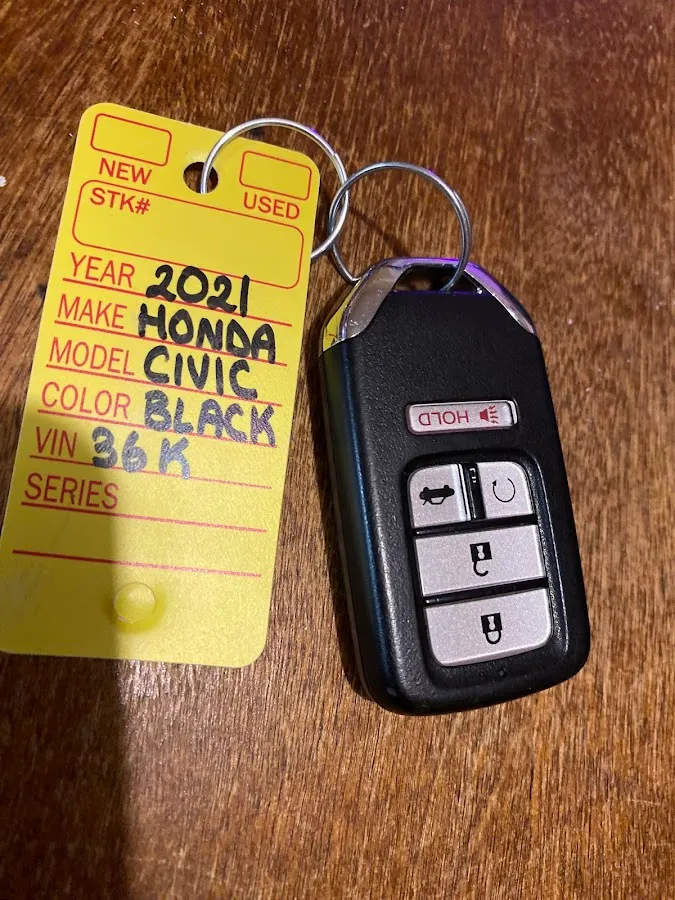 NEW USED
STK#
YEAR 2021
MAKE HONDA
MODEL CIVIC
COLOR BLACK
VIN 36K
SERIES
HOLD